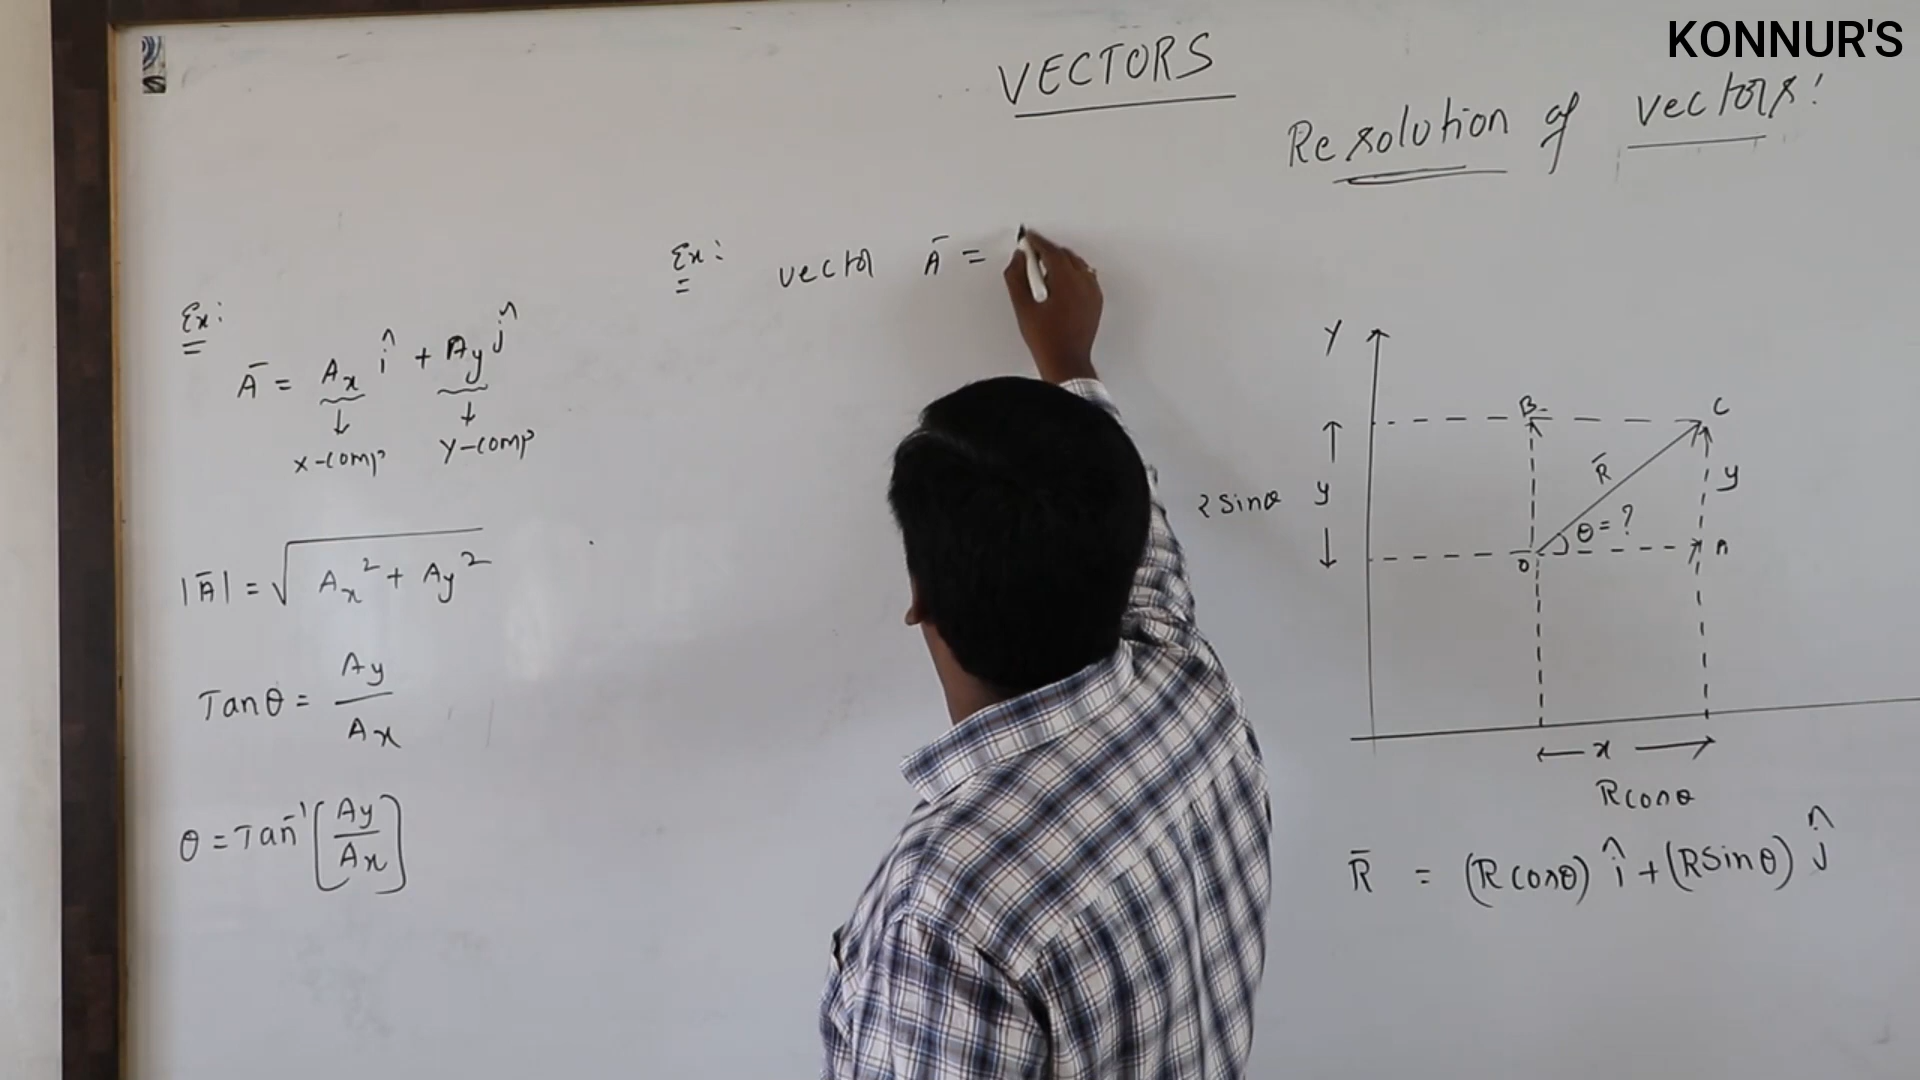 KONNUR'S
VECTORS
Resolution of vectors:
Ex:
Ā = Aₓ î + Ay ĵ
↓ ↓
x-comp y-comp
|Ā| = √(Aₓ² + Ay²)
Tanθ = Ay / Ax
θ = Tan⁻¹ [Ay / Ax]
Ex: vector Ā =
Y
B C
R̄
θ = ?
O A
y
y
R sinθ
x
R cosθ
R̄ = (R cosθ) î + (R sinθ) ĵ